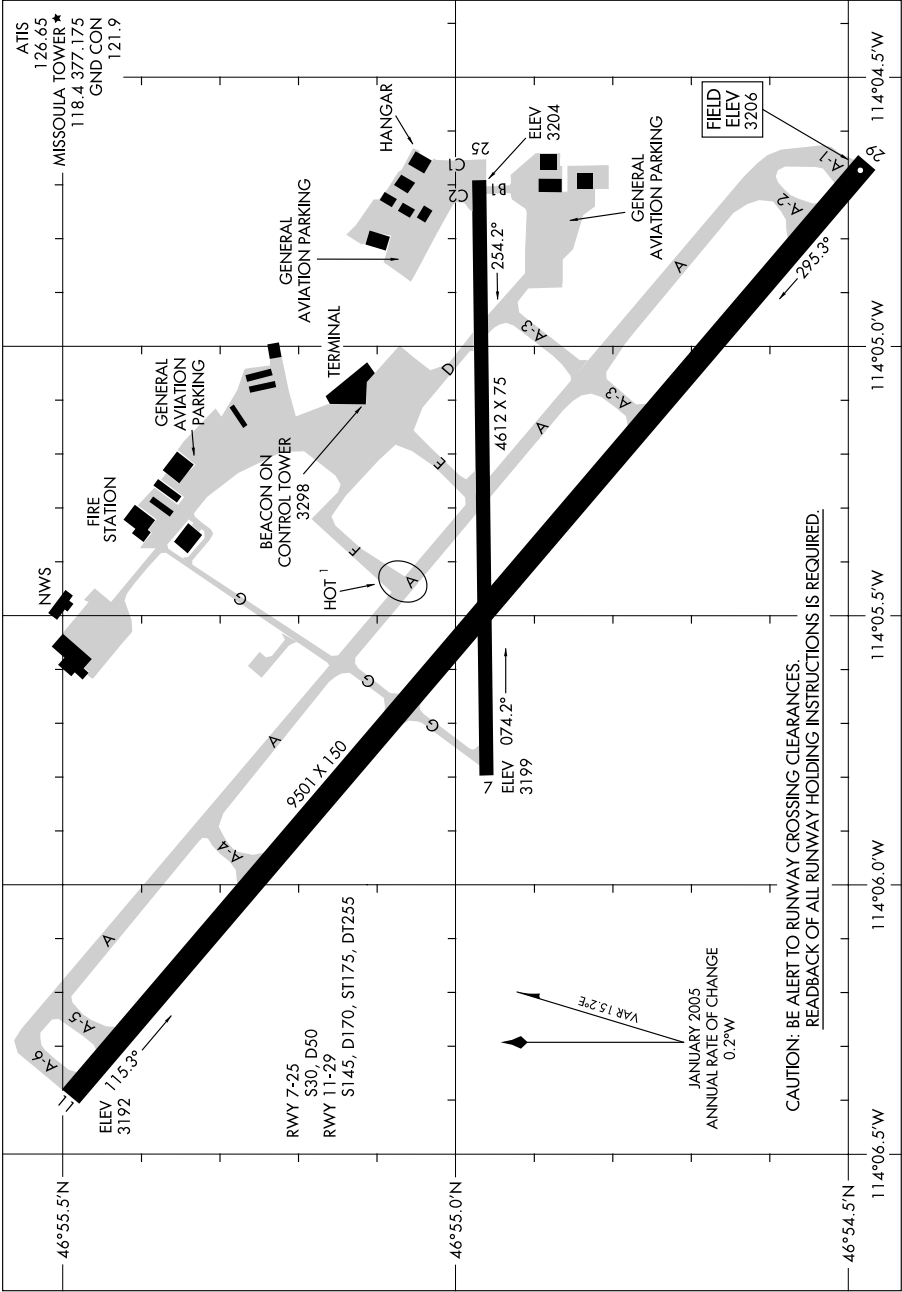 ATIS
126.65
MISSOULA TOWER ★
118.4 377.175
GND CON
121.9
NWS
FIRE
STATION
GENERAL
AVIATION
PARKING
GENERAL
AVIATION PARKING
HANGAR
TERMINAL
BEACON ON
CONTROL TOWER
3298
HOT 1
C1
C2
25
B1
ELEV
3204
GENERAL
AVIATION PARKING
FIELD
ELEV
3206
254.2°
4612 X 75
D
E
F
G
G
G
A
A
A
A
A
A
A-1
A-2
A-3
A-3
A-4
A-5
A-6
29
295.3°
9501 X 150
11
115.3°
ELEV
3192
7
074.2°
ELEV
3199
RWY 7-25
S30, D50
RWY 11-29
S145, D170, ST175, DT255
VAR 15.2°E
JANUARY 2005
ANNUAL RATE OF CHANGE
0.2°W
CAUTION: BE ALERT TO RUNWAY CROSSING CLEARANCES.
READBACK OF ALL RUNWAY HOLDING INSTRUCTIONS IS REQUIRED.
46°55.5'N
46°55.0'N
46°54.5'N
114°06.5'W
114°06.0'W
114°05.5'W
114°05.0'W
114°04.5'W